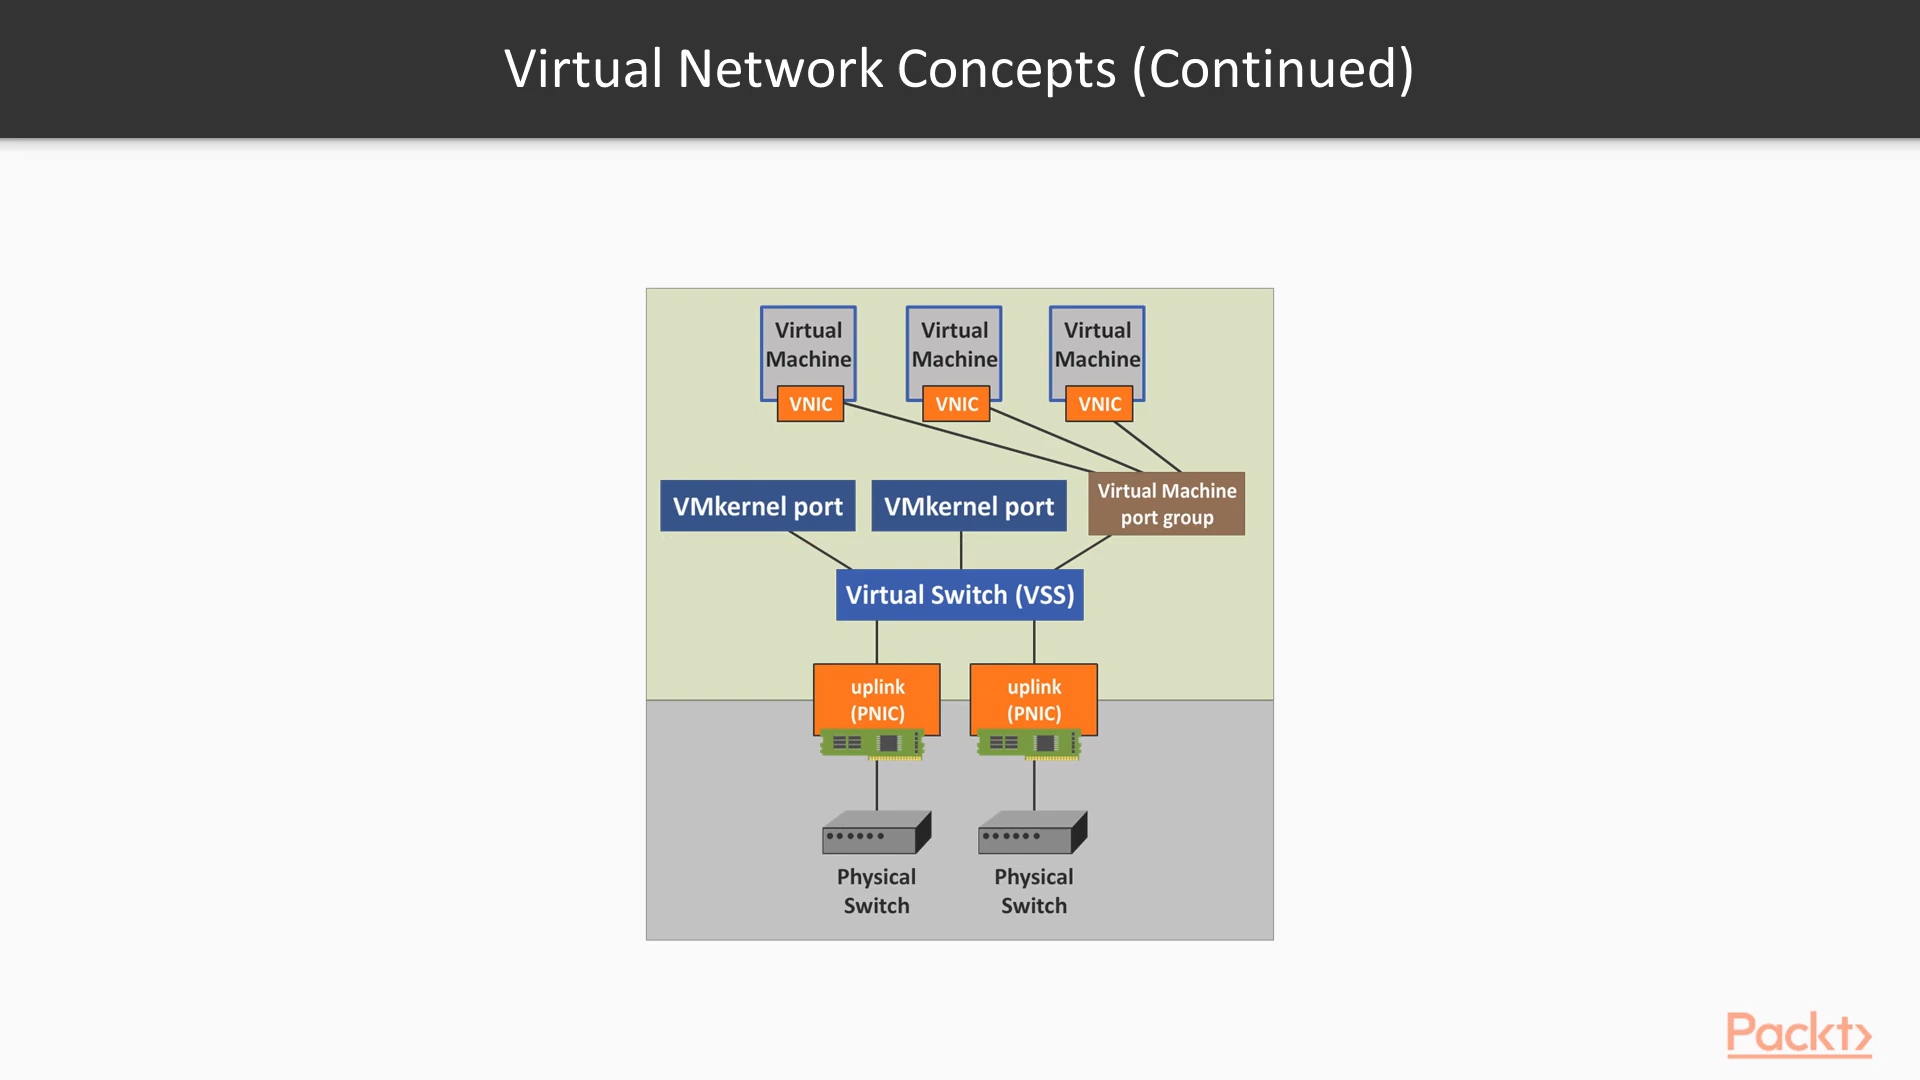 Virtual Network Concepts (Continued)
Virtual
Machine
VNIC
Virtual
Machine
VNIC
Virtual
Machine
VNIC
VMkernel port
VMkernel port
Virtual Machine
port group
Virtual Switch (VSS)
uplink
(PNIC)
uplink
(PNIC)
Physical
Switch
Physical
Switch
Packt>